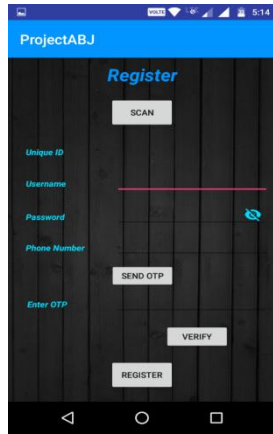 VOLTE 5:14
ProjectABJ
Register
SCAN
Unique ID
Username
Password
Phone Number
SEND OTP
Enter OTP
VERIFY
REGISTER